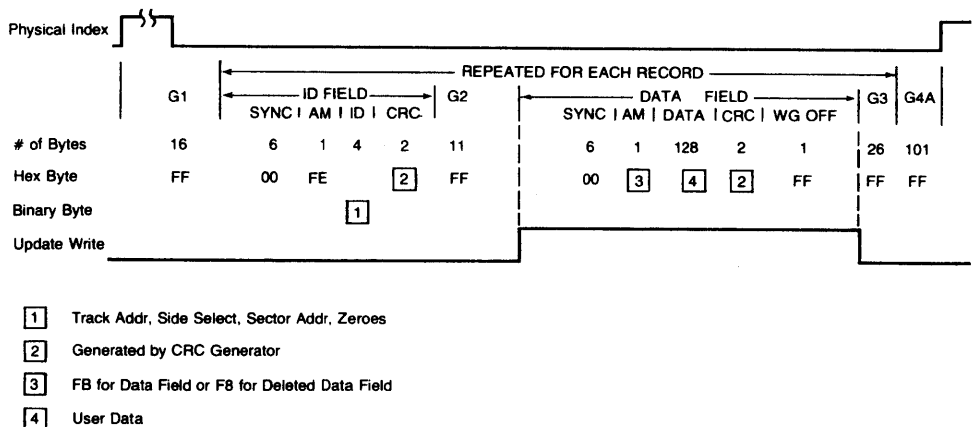 Physical Index
REPEATED FOR EACH RECORD
G1 ID FIELD G2 DATA FIELD G3 G4A
SYNC AM ID CRC SYNC AM DATA CRC WG OFF
# of Bytes 16 6 1 4 2 11 6 1 128 2 1 26 101
Hex Byte FF 00 FE 2 FF 00 3 4 2 FF FF FF
Binary Byte 1
Update Write
1 Track Addr, Side Select, Sector Addr, Zeroes
2 Generated by CRC Generator
3 FB for Data Field or F8 for Deleted Data Field
4 User Data